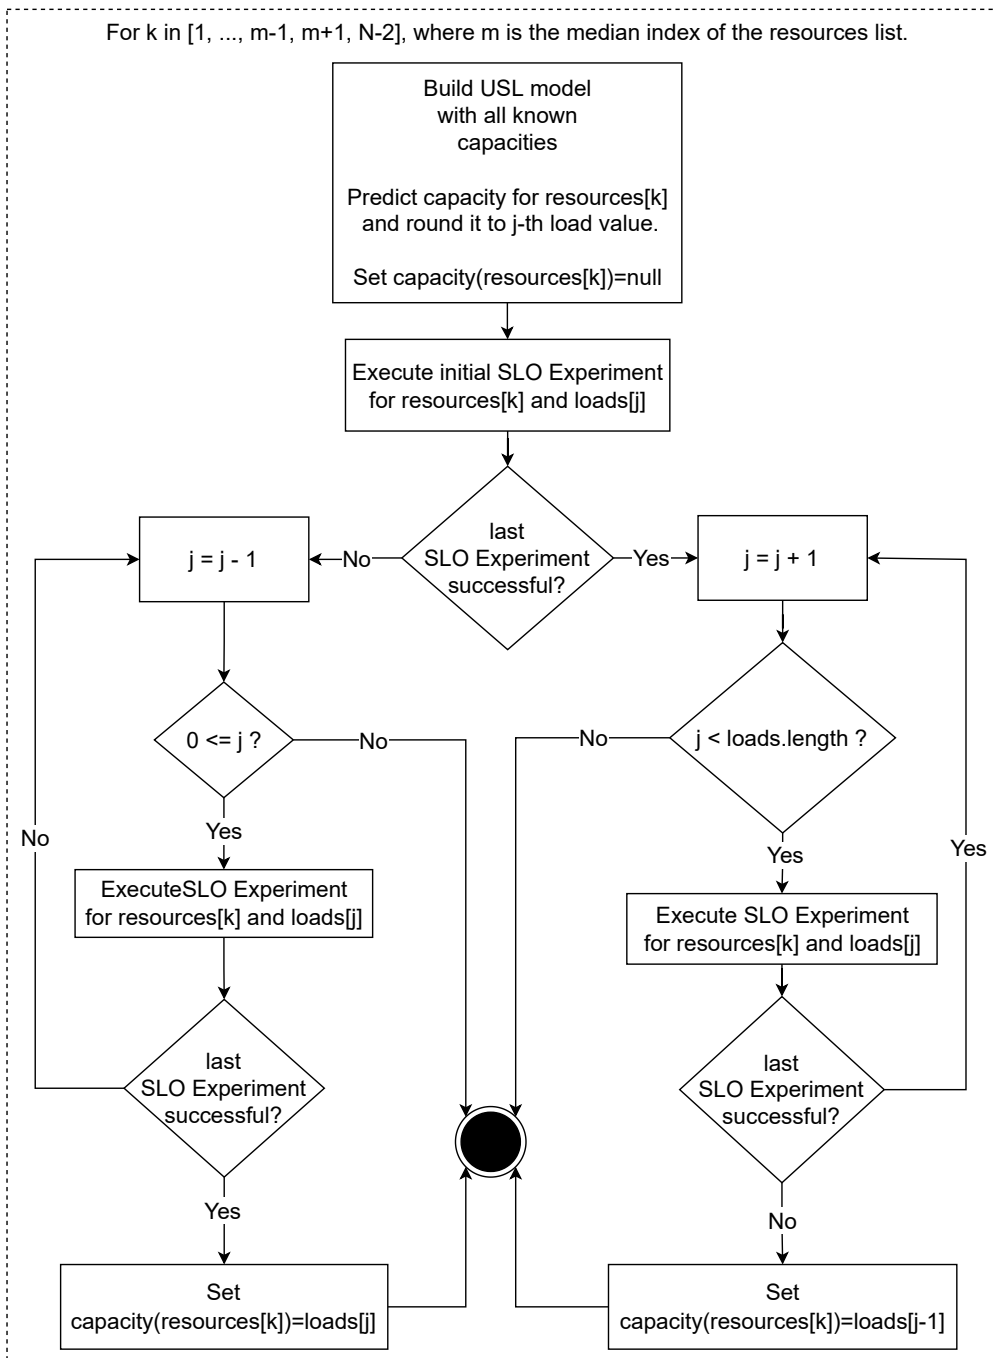 For k in [1, ..., m-1, m+1, N-2], where m is the median index of the resources list.
Build USL model
with all known
capacities
Predict capacity for resources[k]
and round it to j-th load value.
Set capacity(resources[k])=null
Execute initial SLO Experiment
for resources[k] and loads[j]
last
SLO Experiment
successful?
No
Yes
j = j - 1
j = j + 1
0 <= j ?
No
No
j < loads.length ?
No
Yes
Yes
Yes
ExecuteSLO Experiment
for resources[k] and loads[j]
Execute SLO Experiment
for resources[k] and loads[j]
last
SLO Experiment
successful?
last
SLO Experiment
successful?
Yes
No
Set
capacity(resources[k])=loads[j]
Set
capacity(resources[k])=loads[j-1]